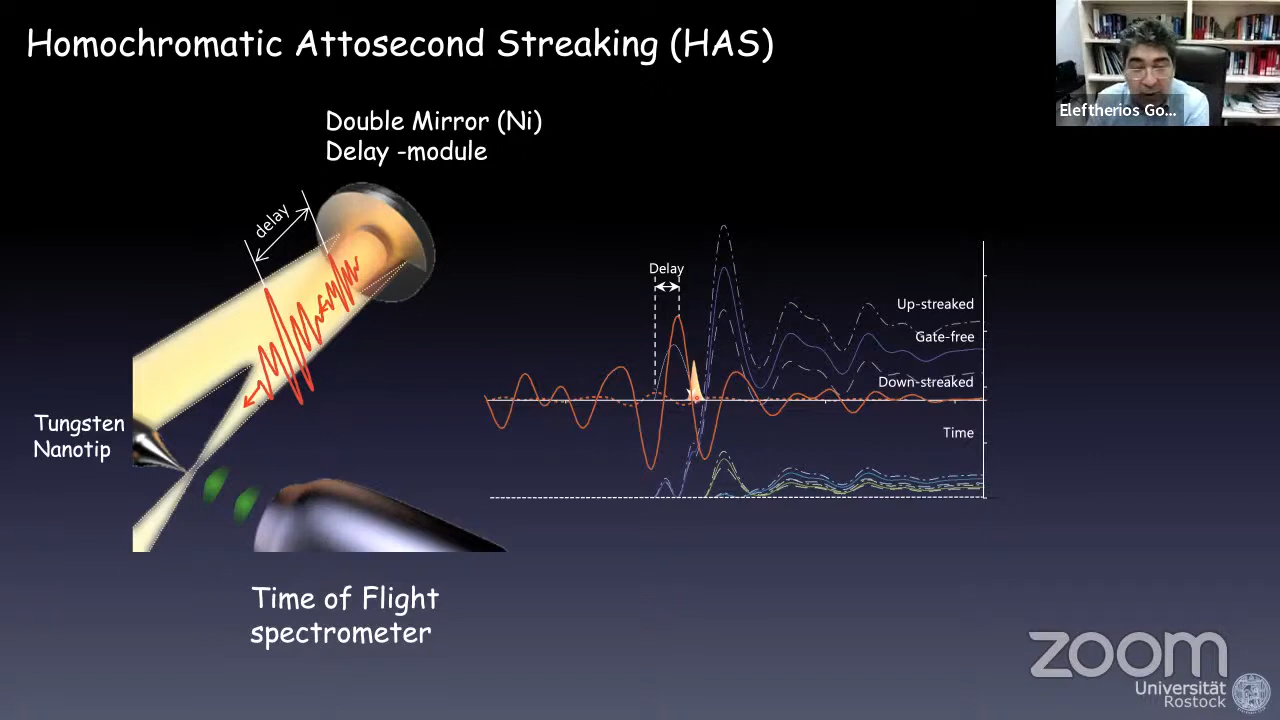 Homochromatic Attosecond Streaking (HAS)
Eleftherios Go...
Double Mirror (Ni)
Delay -module
delay
Delay
Up-streaked
Gate-free
Down-streaked
Time
Tungsten
Nanotip
Time of Flight
spectrometer
zoom
Universität
Rostock